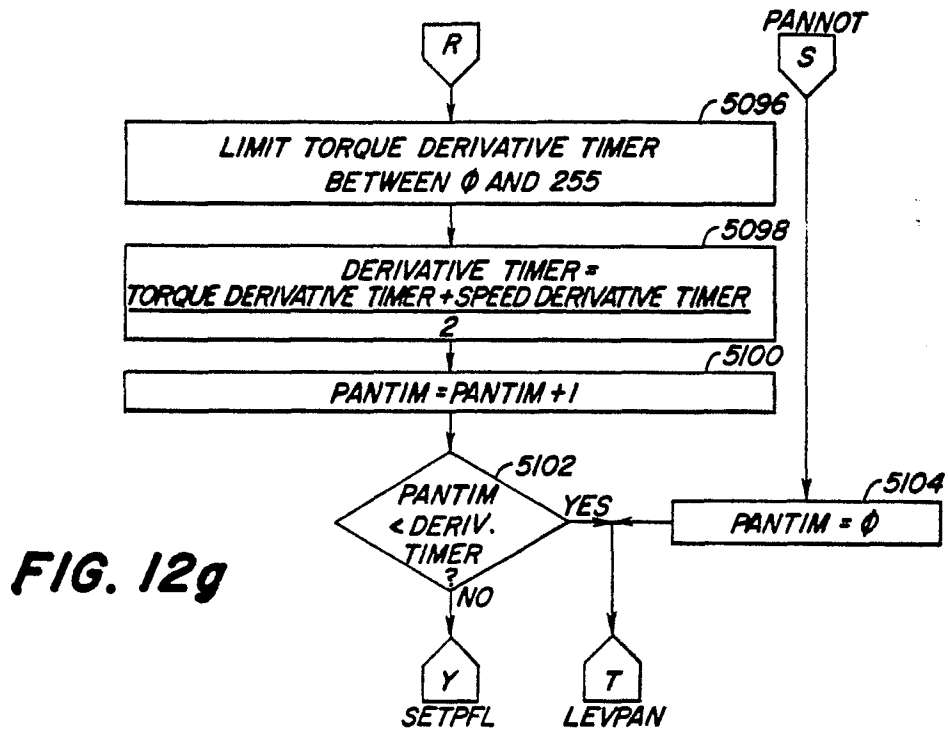 PANNOT
R
S
5096
LIMIT TORQUE DERIVATIVE TIMER
BETWEEN ϕ AND 255
5098
DERIVATIVE TIMER =
TORQUE DERIVATIVE TIMER + SPEED DERIVATIVE TIMER
2
5100
PANTIM = PANTIM + 1
5102
PANTIM
< DERIV.
TIMER
?
YES
NO
5104
PANTIM = ϕ
FIG. 12g
Y
SETPFL
T
LEVPAN